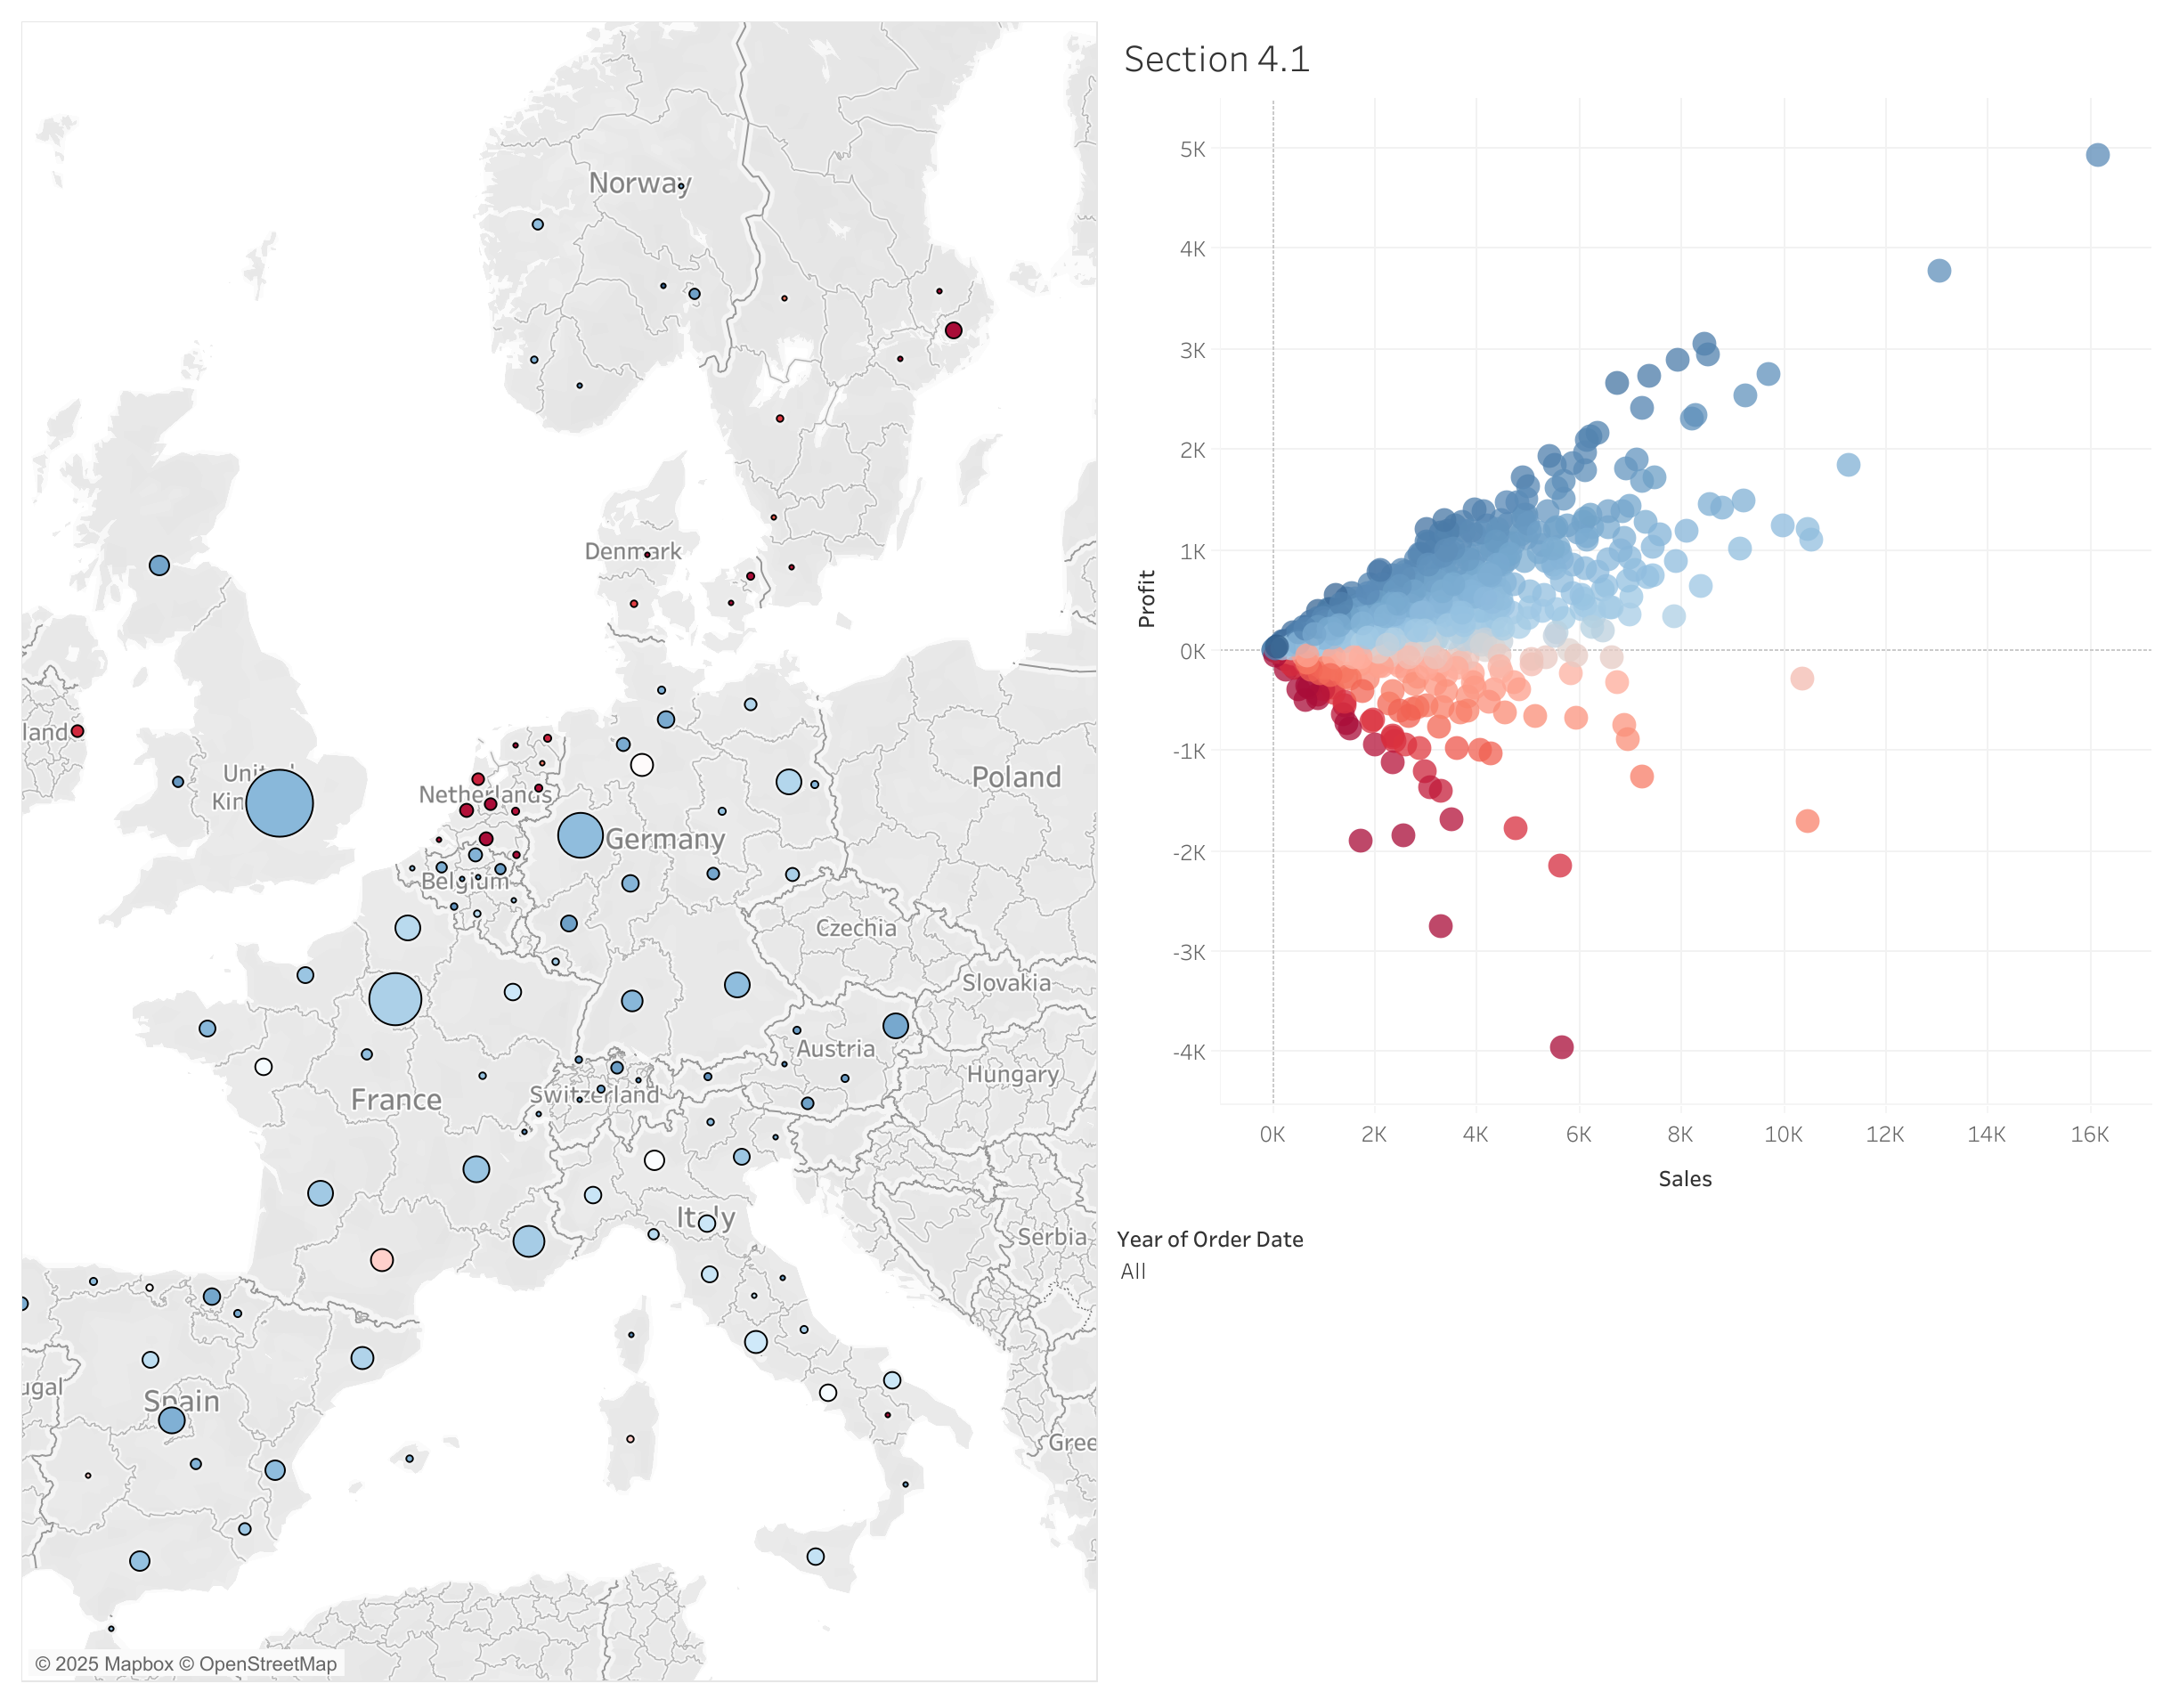 Norway
Denmark
land
United
Kingdom
Netherlands
Poland
Germany
Belgium
Czechia
Slovakia
Austria
Hungary
France
Switzerland
Italy
Serbia
ugal
Spain
Gree
© 2025 Mapbox © OpenStreetMap
Section 4.1
5K
4K
3K
2K
1K
0K
-1K
-2K
-3K
-4K
Profit
0K 2K 4K 6K 8K 10K 12K 14K 16K
Sales
Year of Order Date
All